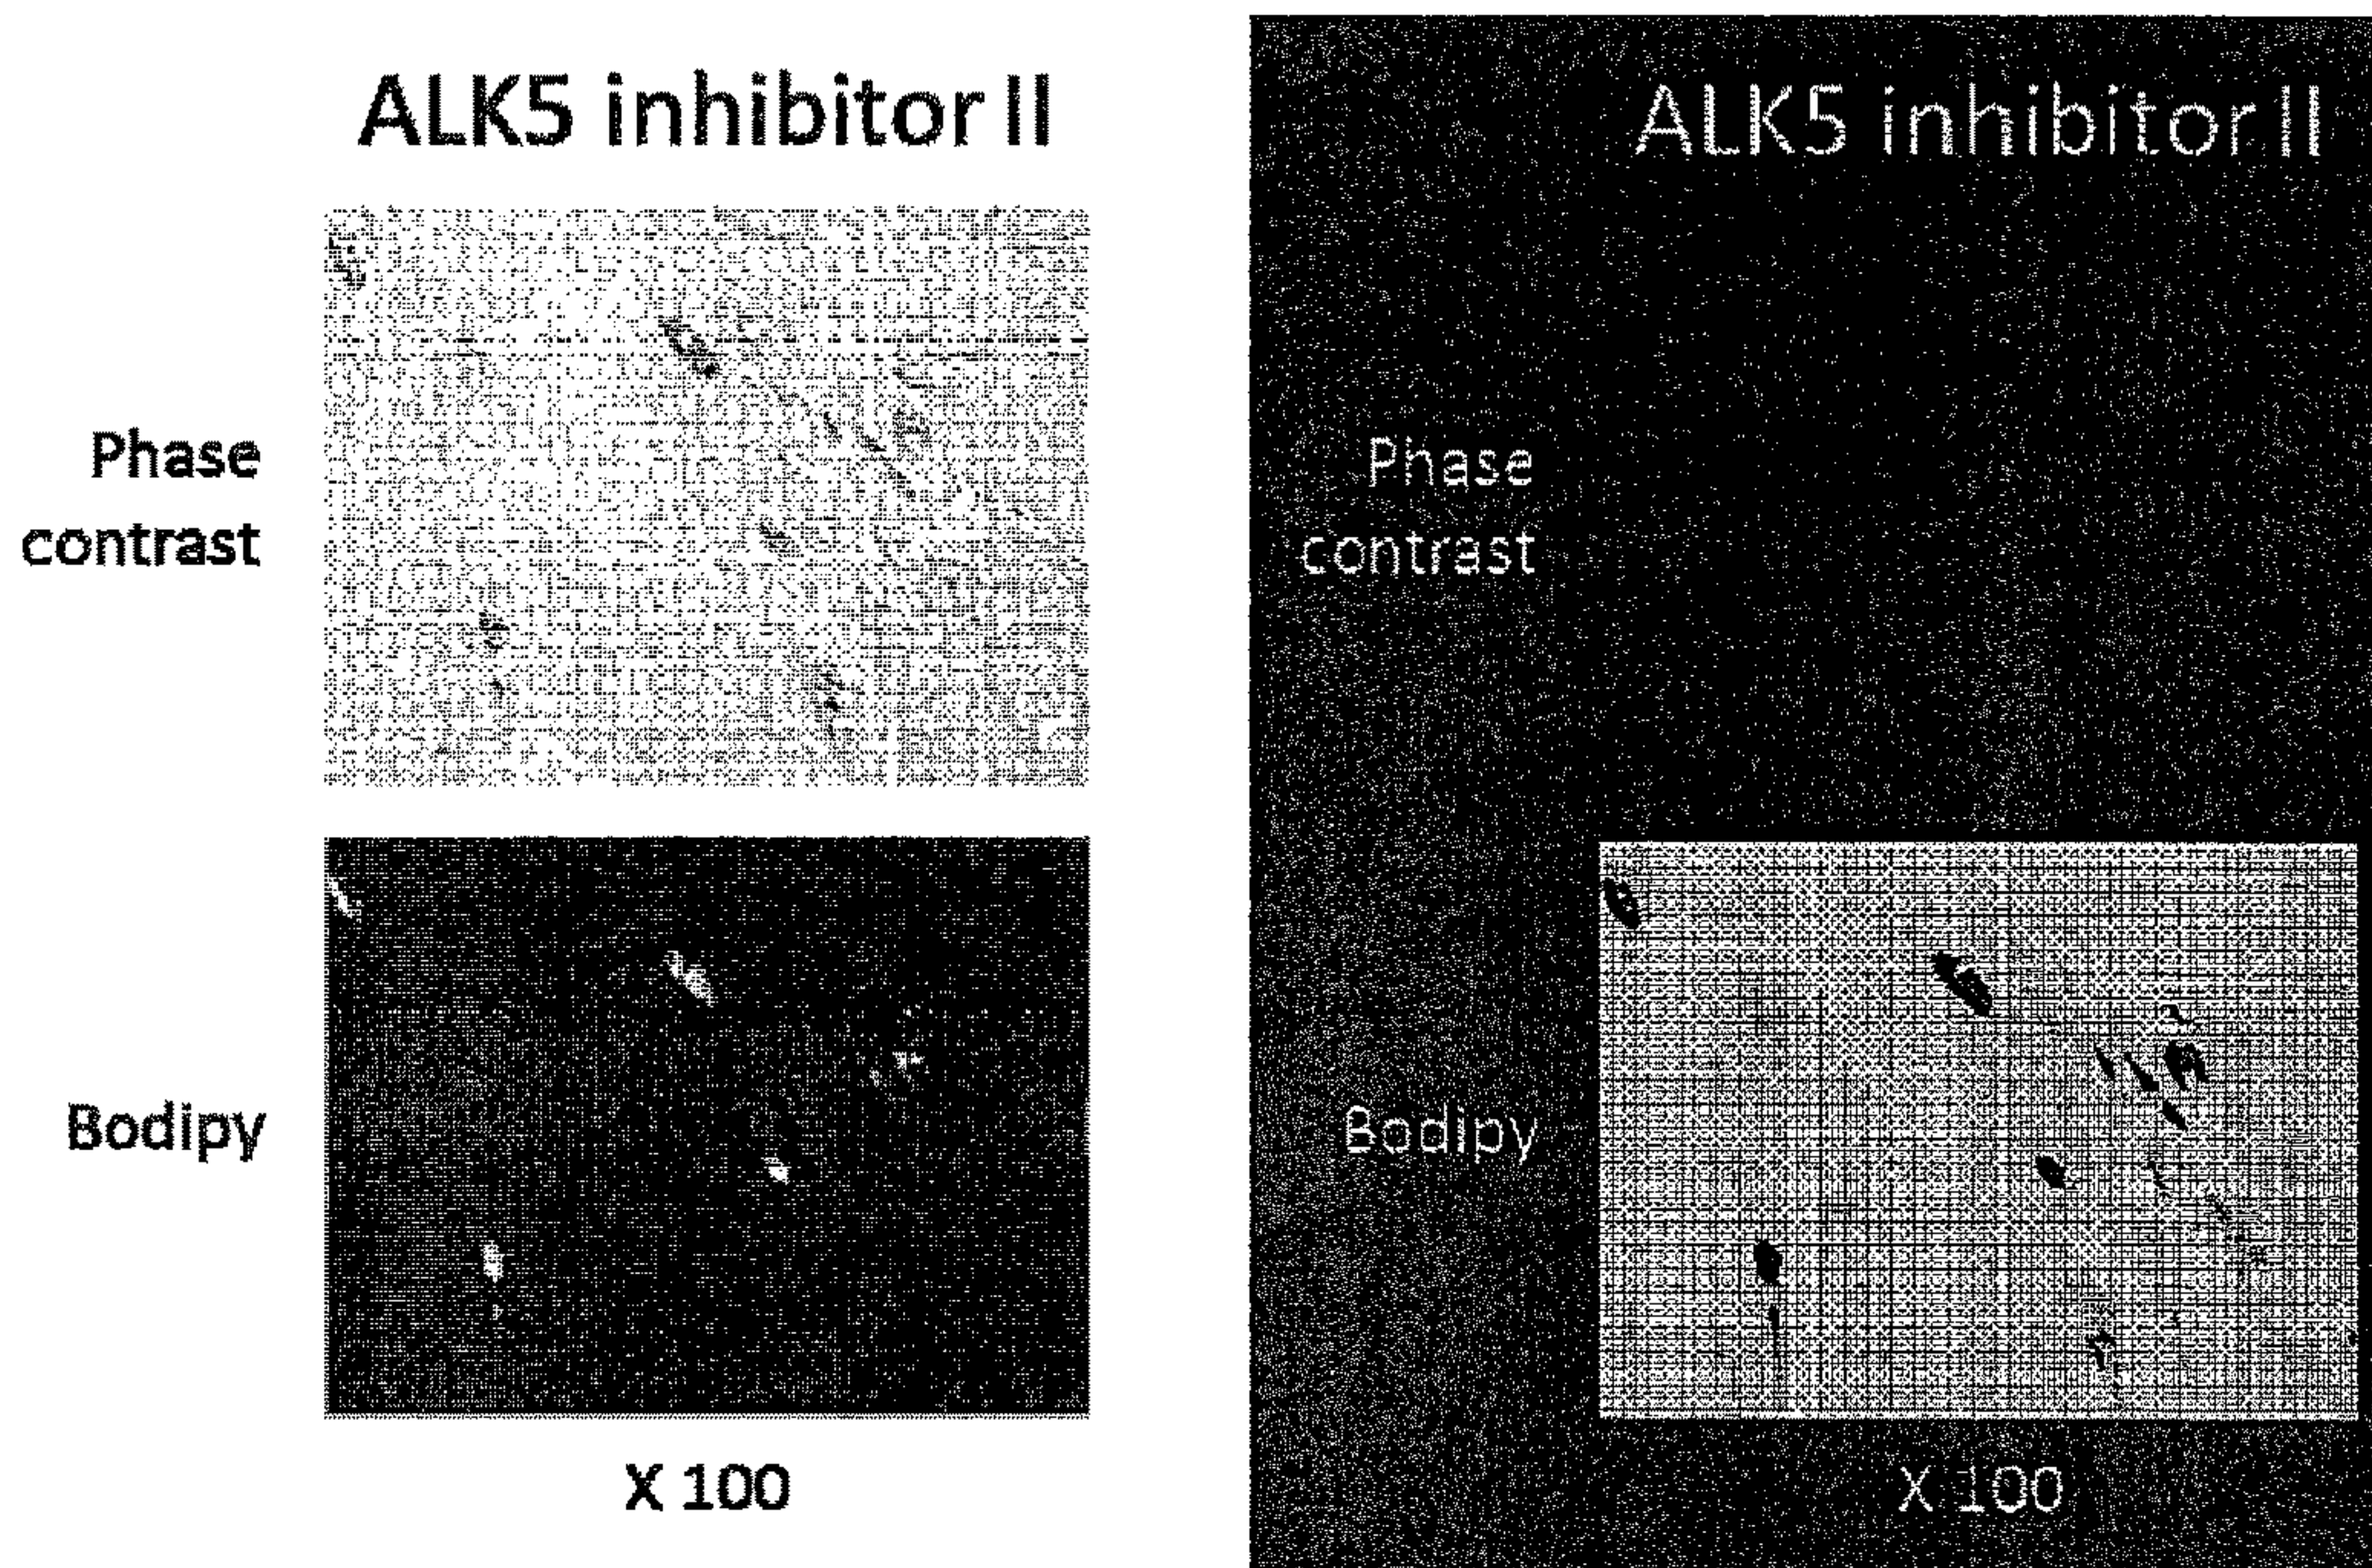 ALK5 inhibitor II
Phase
contrast
Bodipy
X 100
ALK5 inhibitor II
Phase
contrast
Bodipy
X 100